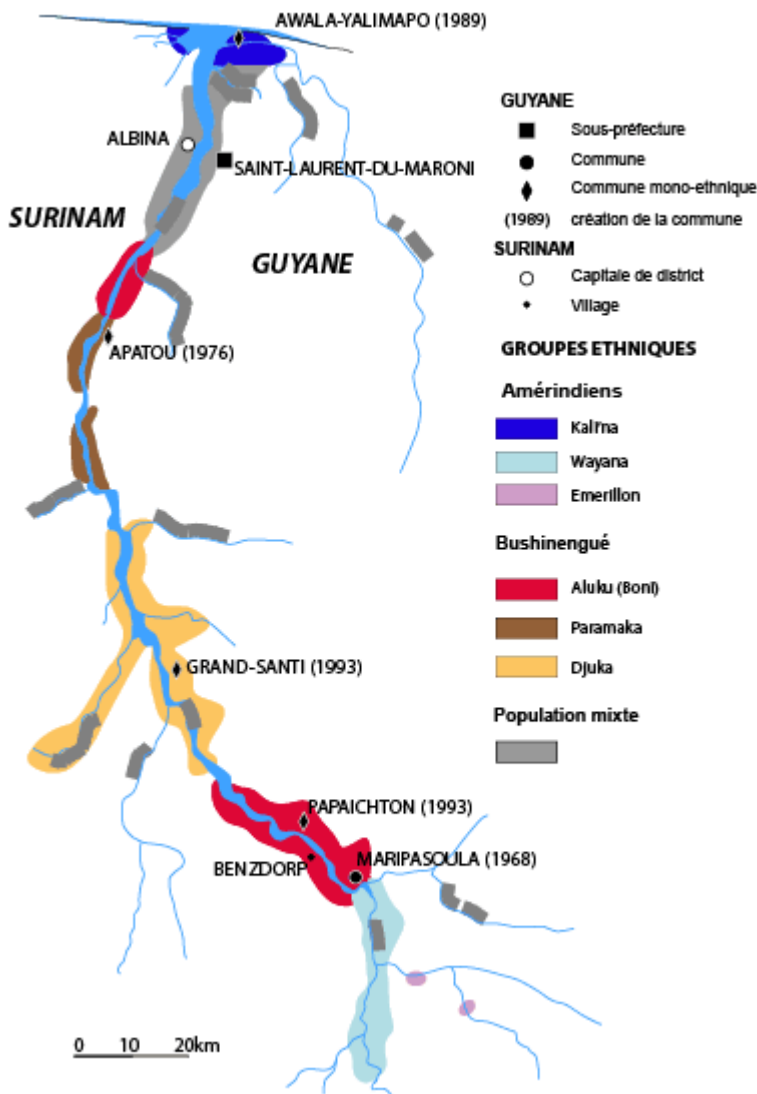 AWALA-YALIMAPO (1989)
ALBINA
SAINT-LAURENT-DU-MARONI
SURINAM
GUYANE
APATOU (1976)
GRAND-SANTI (1993)
PAPAICHTON (1993)
BENZDORP
MARIPASOULA (1968)
0 10 20km
GUYANE
Sous-préfecture
Commune
Commune mono-ethnique
(1989) création de la commune
SURINAM
Capitale de district
Village
GROUPES ETHNIQUES
Amérindiens
Kali'na
Wayana
Emerillon
Bushinengué
Aluku (Boni)
Paramaka
Djuka
Population mixte